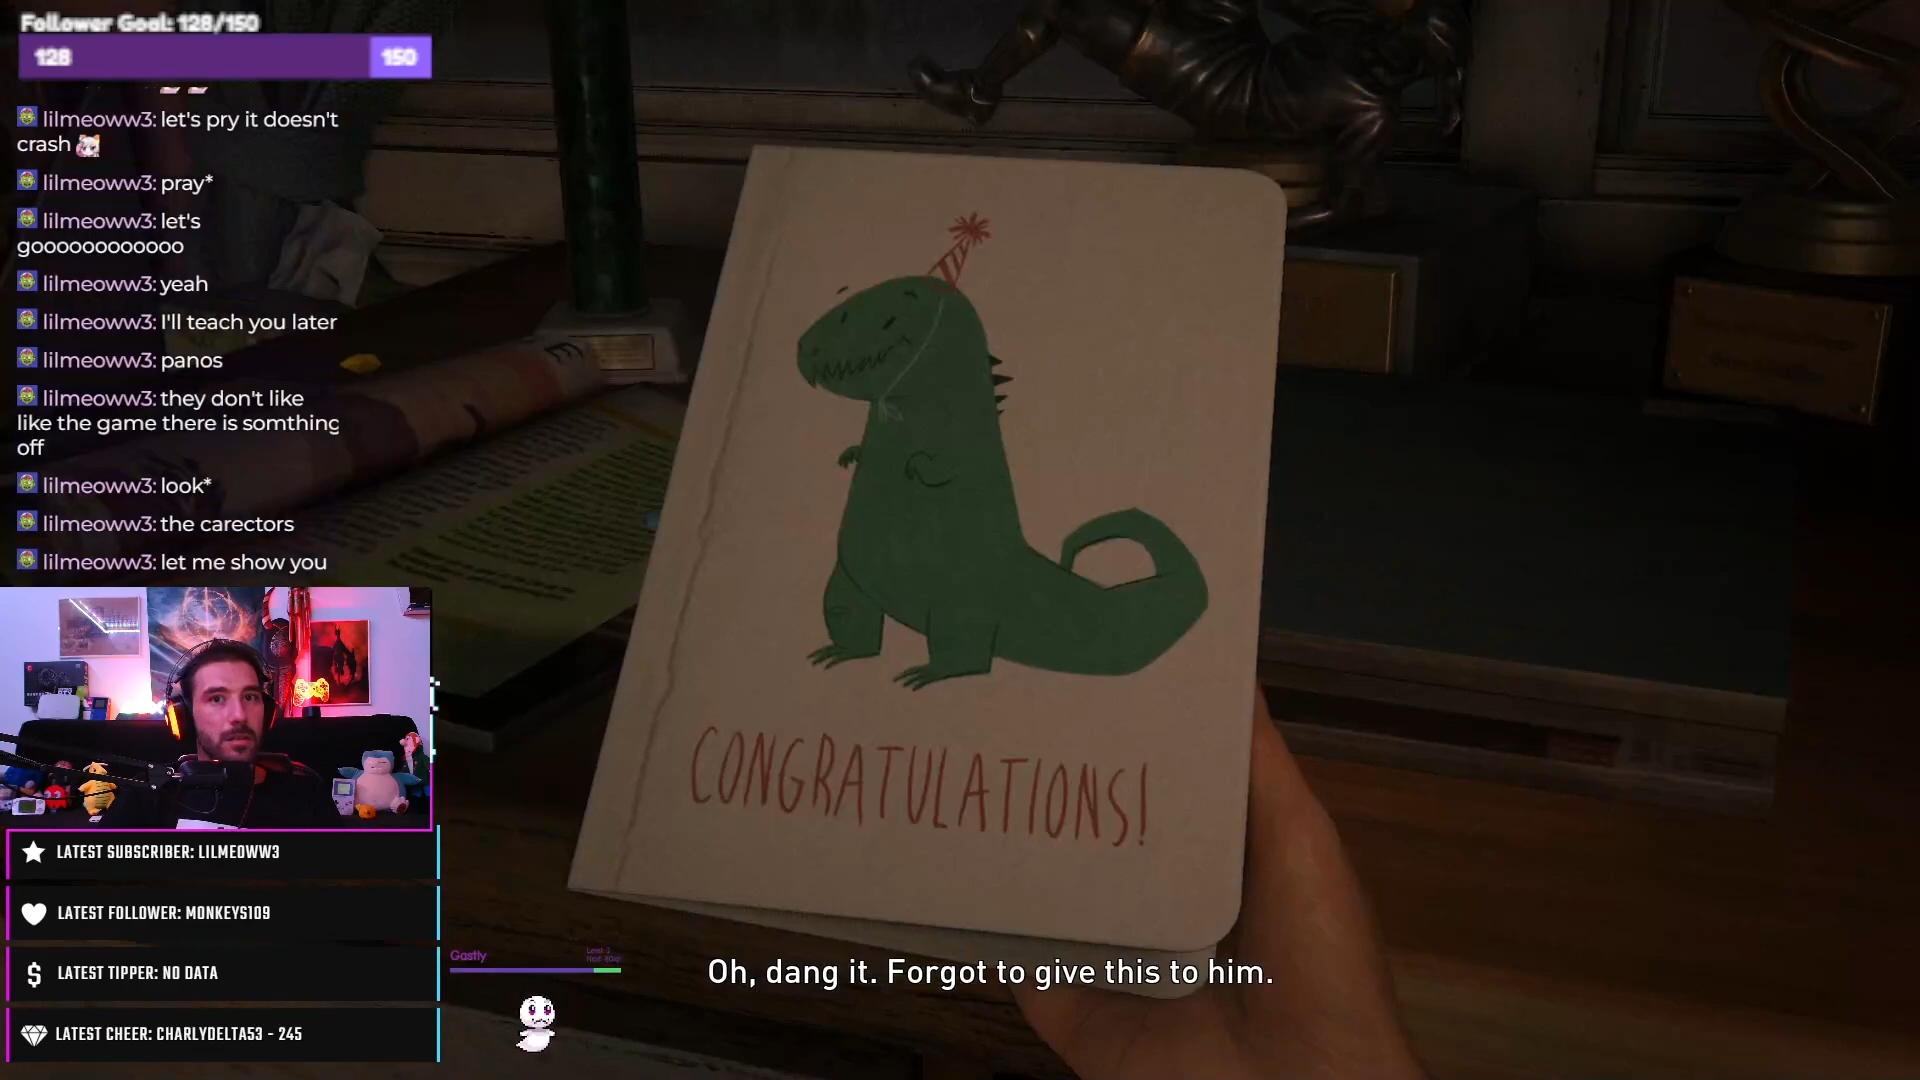 Follower Goal: 128/150
128
150
lilmeoww3: let's pry it doesn't
crash
lilmeoww3: pray*
lilmeoww3: let's
goooooooooooo
lilmeoww3: yeah
lilmeoww3: I'll teach you later
lilmeoww3: panos
lilmeoww3: they don't like
like the game there is somthing
off
lilmeoww3: look*
lilmeoww3: the carectors
lilmeoww3: let me show you
LATEST SUBSCRIBER: LILMEOWW3
LATEST FOLLOWER: MONKEYS109
LATEST TIPPER: NO DATA
LATEST CHEER: CHARLYDELTA53 - 245
CONGRATULATIONS!
Gastly
Oh, dang it. Forgot to give this to him.